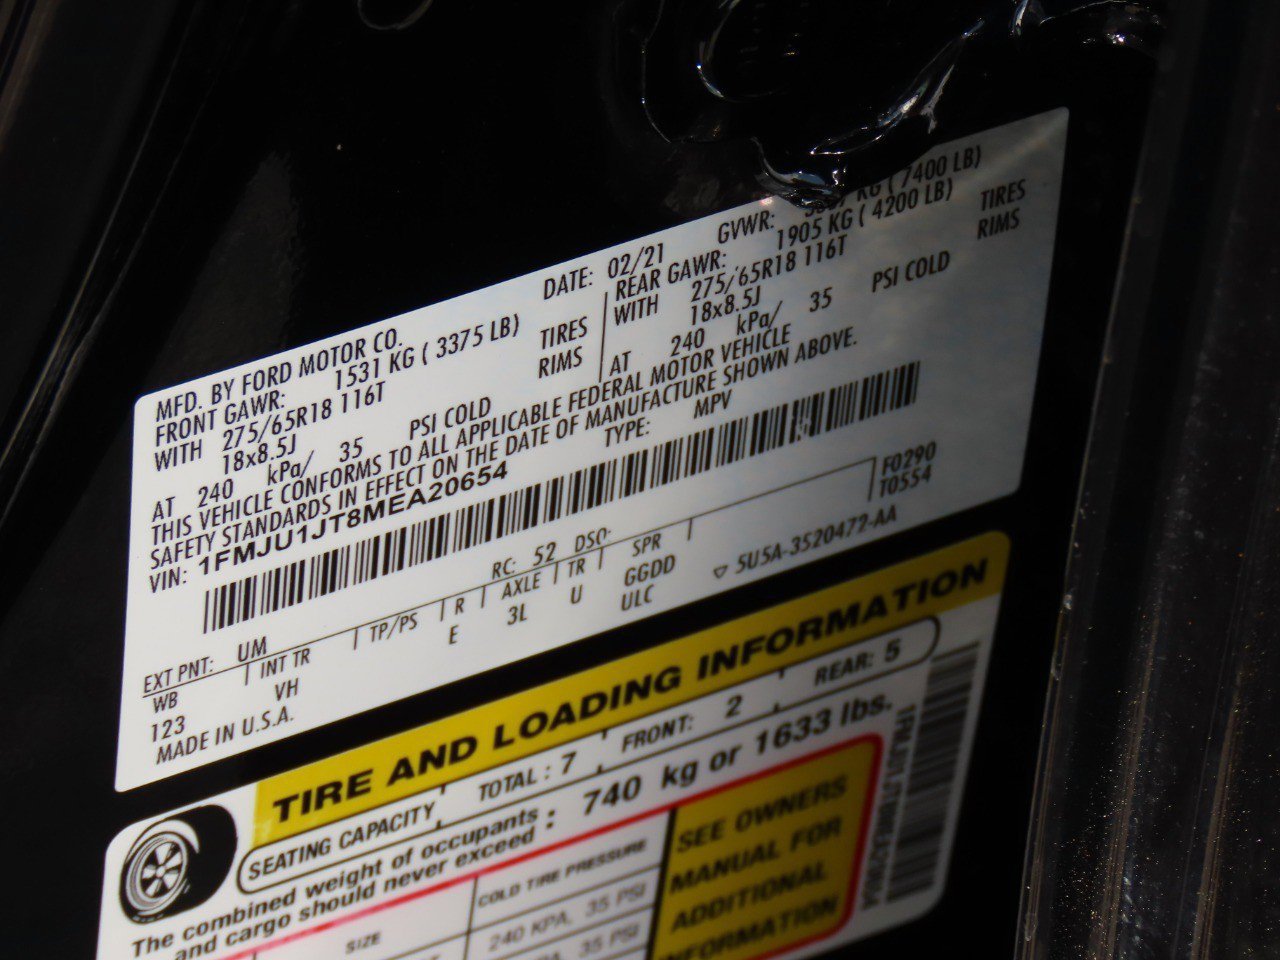 MFD. BY FORD MOTOR CO.
DATE: 02/21 GVWR: KG ( 7400 LB)
FRONT GAWR: 1531 KG ( 3375 LB) REAR GAWR: 1905 KG ( 4200 LB)
WITH 275/65R18 116T TIRES WITH 275/65R18 116T TIRES
18x8.5J RIMS 18x8.5J RIMS
AT 240 kPa/ 35 PSI COLD AT 240 kPa/ 35 PSI COLD
THIS VEHICLE CONFORMS TO ALL APPLICABLE FEDERAL MOTOR VEHICLE
SAFETY STANDARDS IN EFFECT ON THE DATE OF MANUFACTURE SHOWN ABOVE.
VIN: 1FMJU1JT8MEA20654 TYPE: MPV
F0290
T0554
EXT PNT: UM RC: 52 DSO:
WB INT TR TP/PS R AXLE TR SPR
123 VH E 3L U GGDD
ULC
MADE IN U.S.A. ▽ 5U5A-3520472-AA
TIRE AND LOADING INFORMATION
SEATING CAPACITY TOTAL : 7 FRONT: 2 REAR: 5
The combined weight of occupants
and cargo should never exceed : 740 kg or 1633 lbs.
SIZE COLD TIRE PRESSURE
240 KPA, 35 PSI
35 PSI
SEE OWNERS
MANUAL FOR
ADDITIONAL
INFORMATION
1FMJU1JT8MEA20654